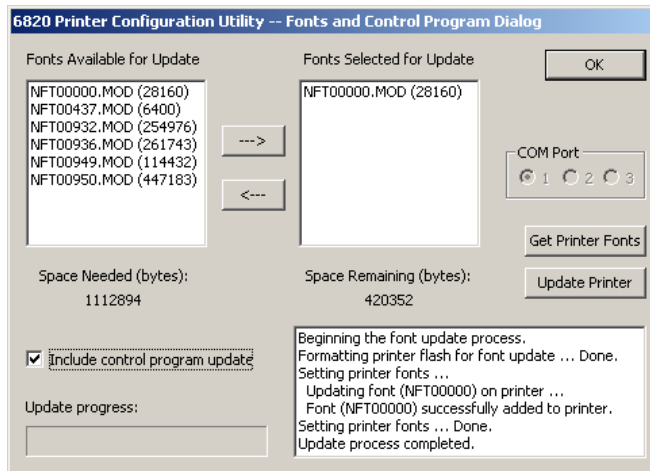 6820 Printer Configuration Utility -- Fonts and Control Program Dialog
Fonts Available for Update
NFT00000.MOD (28160)
NFT00437.MOD (6400)
NFT00932.MOD (254976)
NFT00936.MOD (261743)
NFT00949.MOD (114432)
NFT00950.MOD (447183)
--->
<---
Fonts Selected for Update
NFT00000.MOD (28160)
OK
COM Port
1 2 3
Get Printer Fonts
Update Printer
Space Needed (bytes):
1112894
Space Remaining (bytes):
420352
Include control program update
Update progress:
Beginning the font update process.
Formatting printer flash for font update ... Done.
Setting printer fonts ...
Updating font (NFT00000) on printer ...
Font (NFT00000) successfully added to printer.
Setting printer fonts ... Done.
Update process completed.